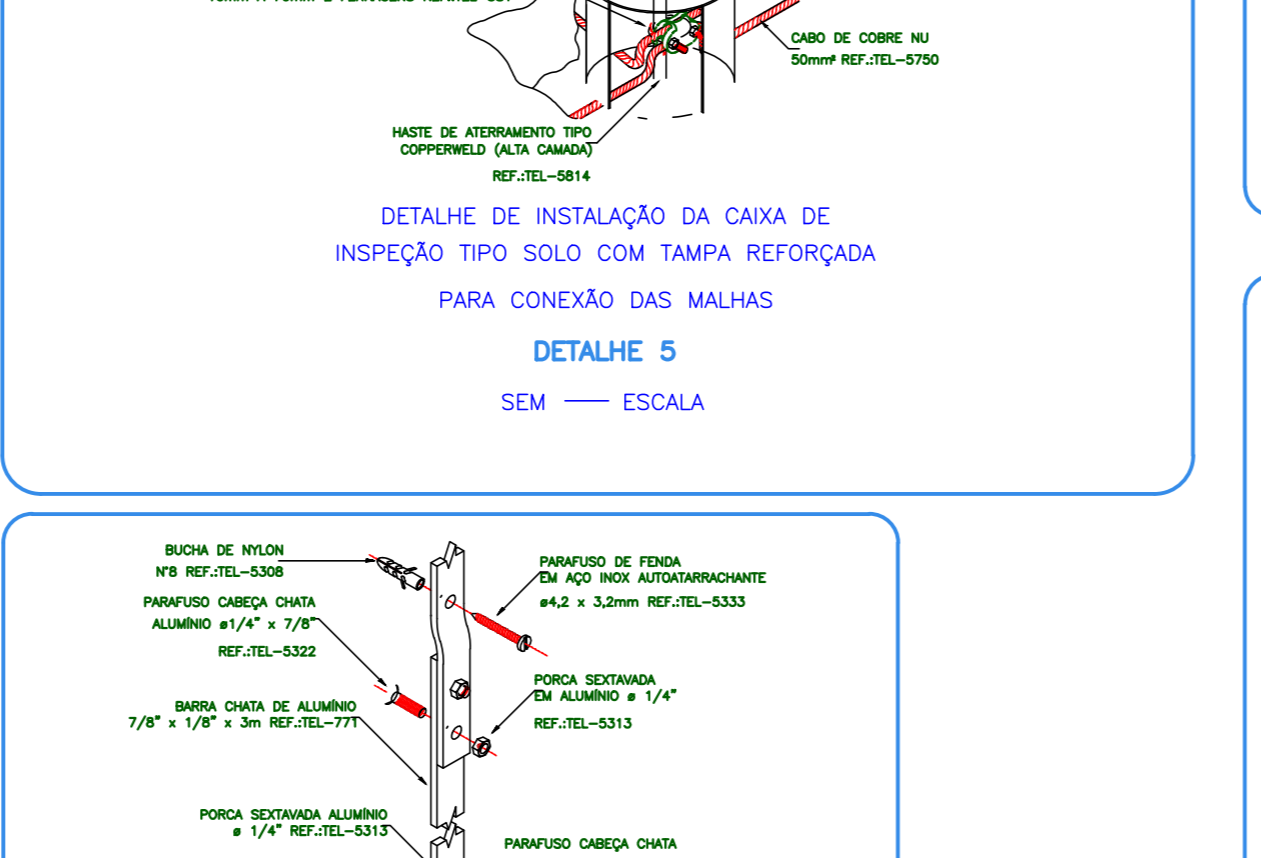 CABO DE COBRE NU
50mm² REF.:TEL-5750
HASTE DE ATERRAMENTO TIPO
COPPERWELD (ALTA CAMADA)
REF.:TEL-5814
DETALHE DE INSTALAÇÃO DA CAIXA DE
INSPEÇÃO TIPO SOLO COM TAMPA REFORÇADA
PARA CONEXÃO DAS MALHAS
DETALHE 5
SEM — ESCALA
BUCHA DE NYLON
N°8 REF.:TEL-5308
PARAFUSO DE FENDA
EM AÇO INOX AUTOATARRACHANTE
ø4,2 x 3,2mm REF.:TEL-5333
PARAFUSO CABEÇA CHATA
ALUMÍNIO ø1/4" x 7/8"
REF.:TEL-5322
PORCA SEXTAVADA
EM ALUMÍNIO ø 1/4"
REF.:TEL-5313
BARRA CHATA DE ALUMÍNIO
7/8" x 1/8" x 3m REF.:TEL-771
PORCA SEXTAVADA ALUMÍNIO
ø 1/4" REF.:TEL-5313
PARAFUSO CABEÇA CHATA